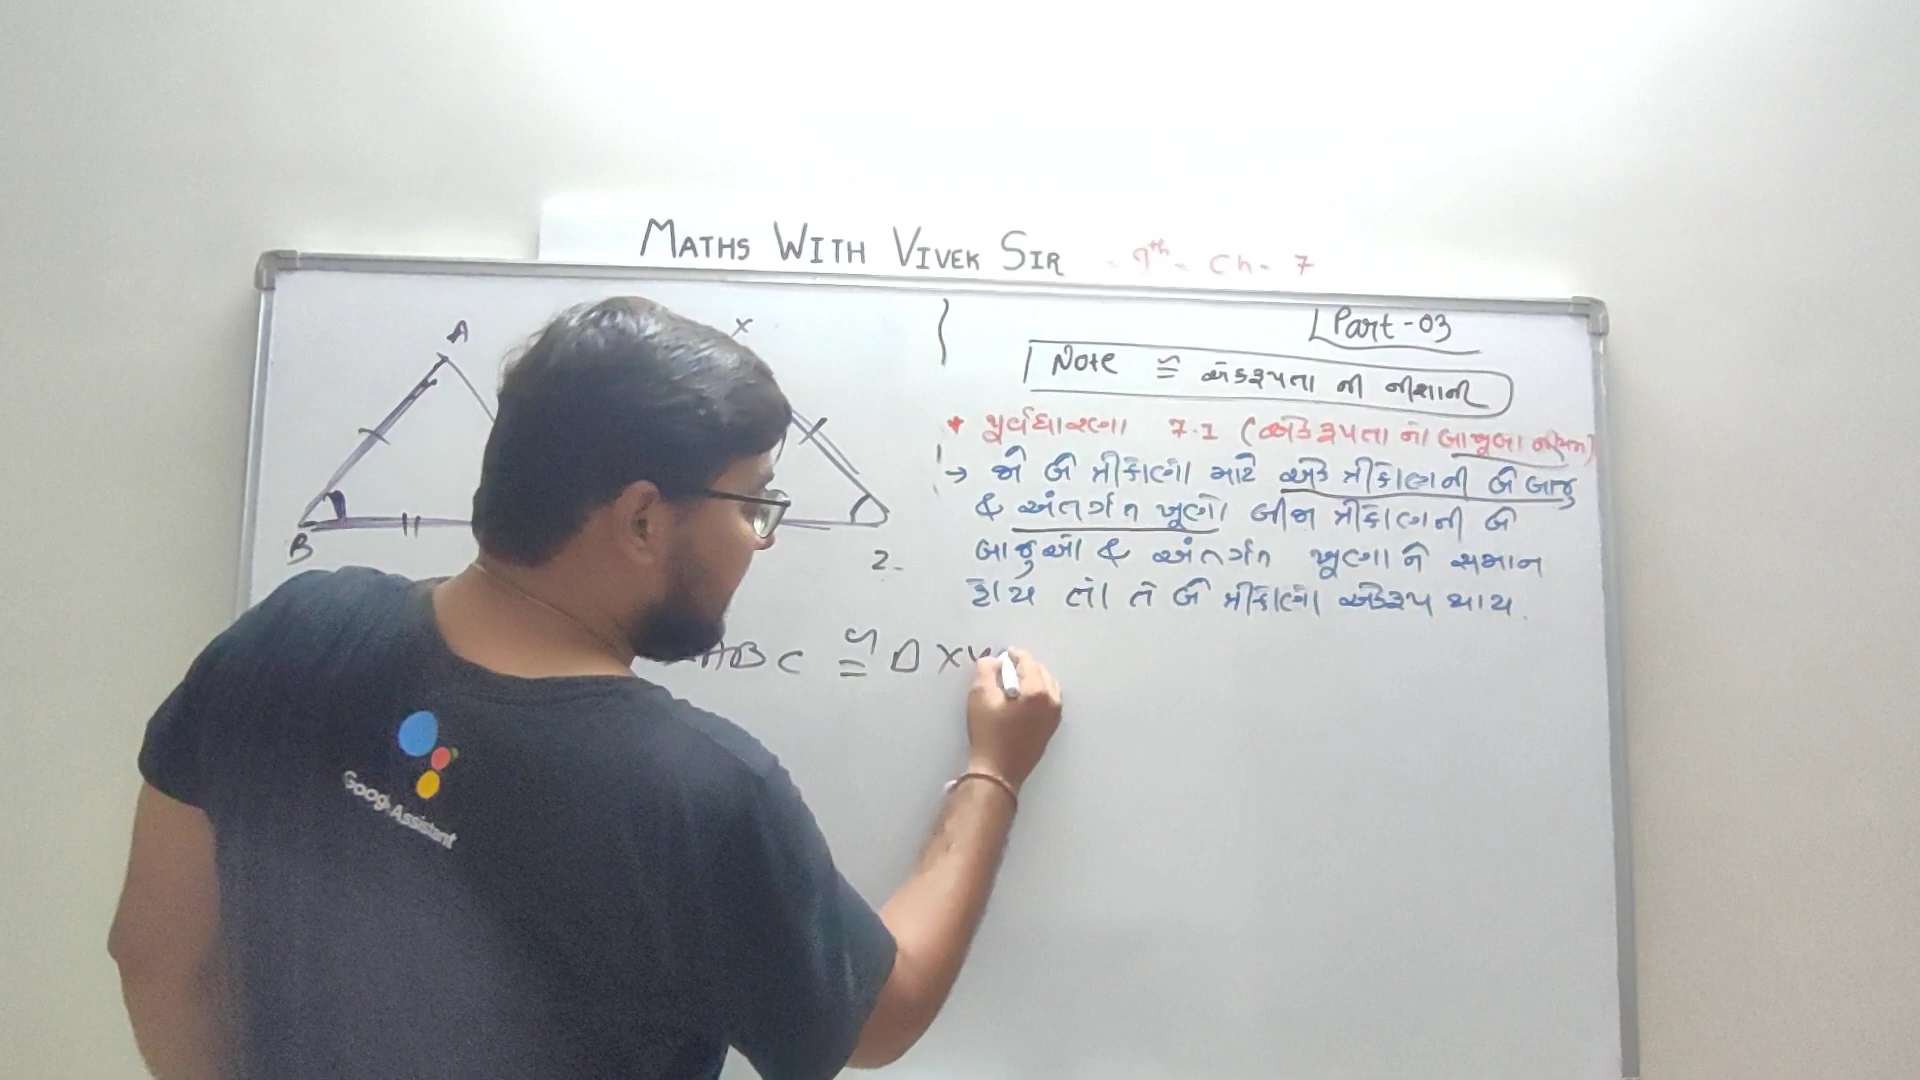 MATHS WITH VIVEK SIR - 9th - Ch - 7
Part-03
Note ≅ એકરૂપતા ની નીશાની
* પૂર્વધારણા 7.1 (એકરૂપતા નો બાખૂબા નિયમ)
→ જો બે ત્રીકોણો માટે એક ત્રીકોણની બે બાજુ
& અંતર્ગત ખૂણો બીજા ત્રીકોણની બે
બાજુઓ & અંતર્ગત ખૂણાને સમાન
હોય તો તે બે ત્રીકોણો એકરૂપ થાય.
A
X
B
Z
ABC ≅ Δ XY
Google Assistant